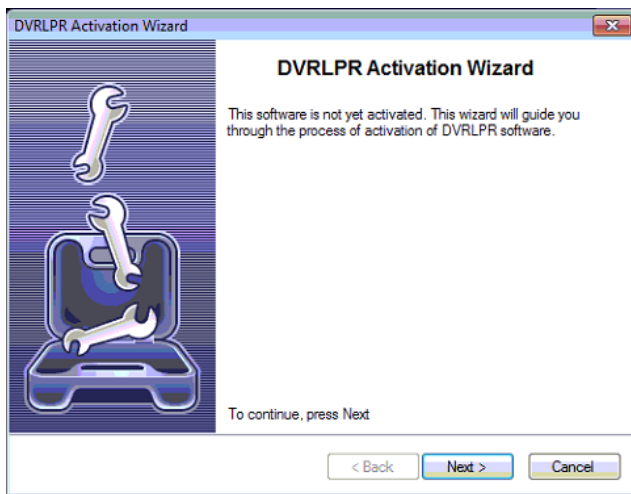 DVRLPR Activation Wizard
DVRLPR Activation Wizard
This software is not yet activated. This wizard will guide you
through the process of activation of DVRLPR software.
To continue, press Next
< Back
Next >
Cancel